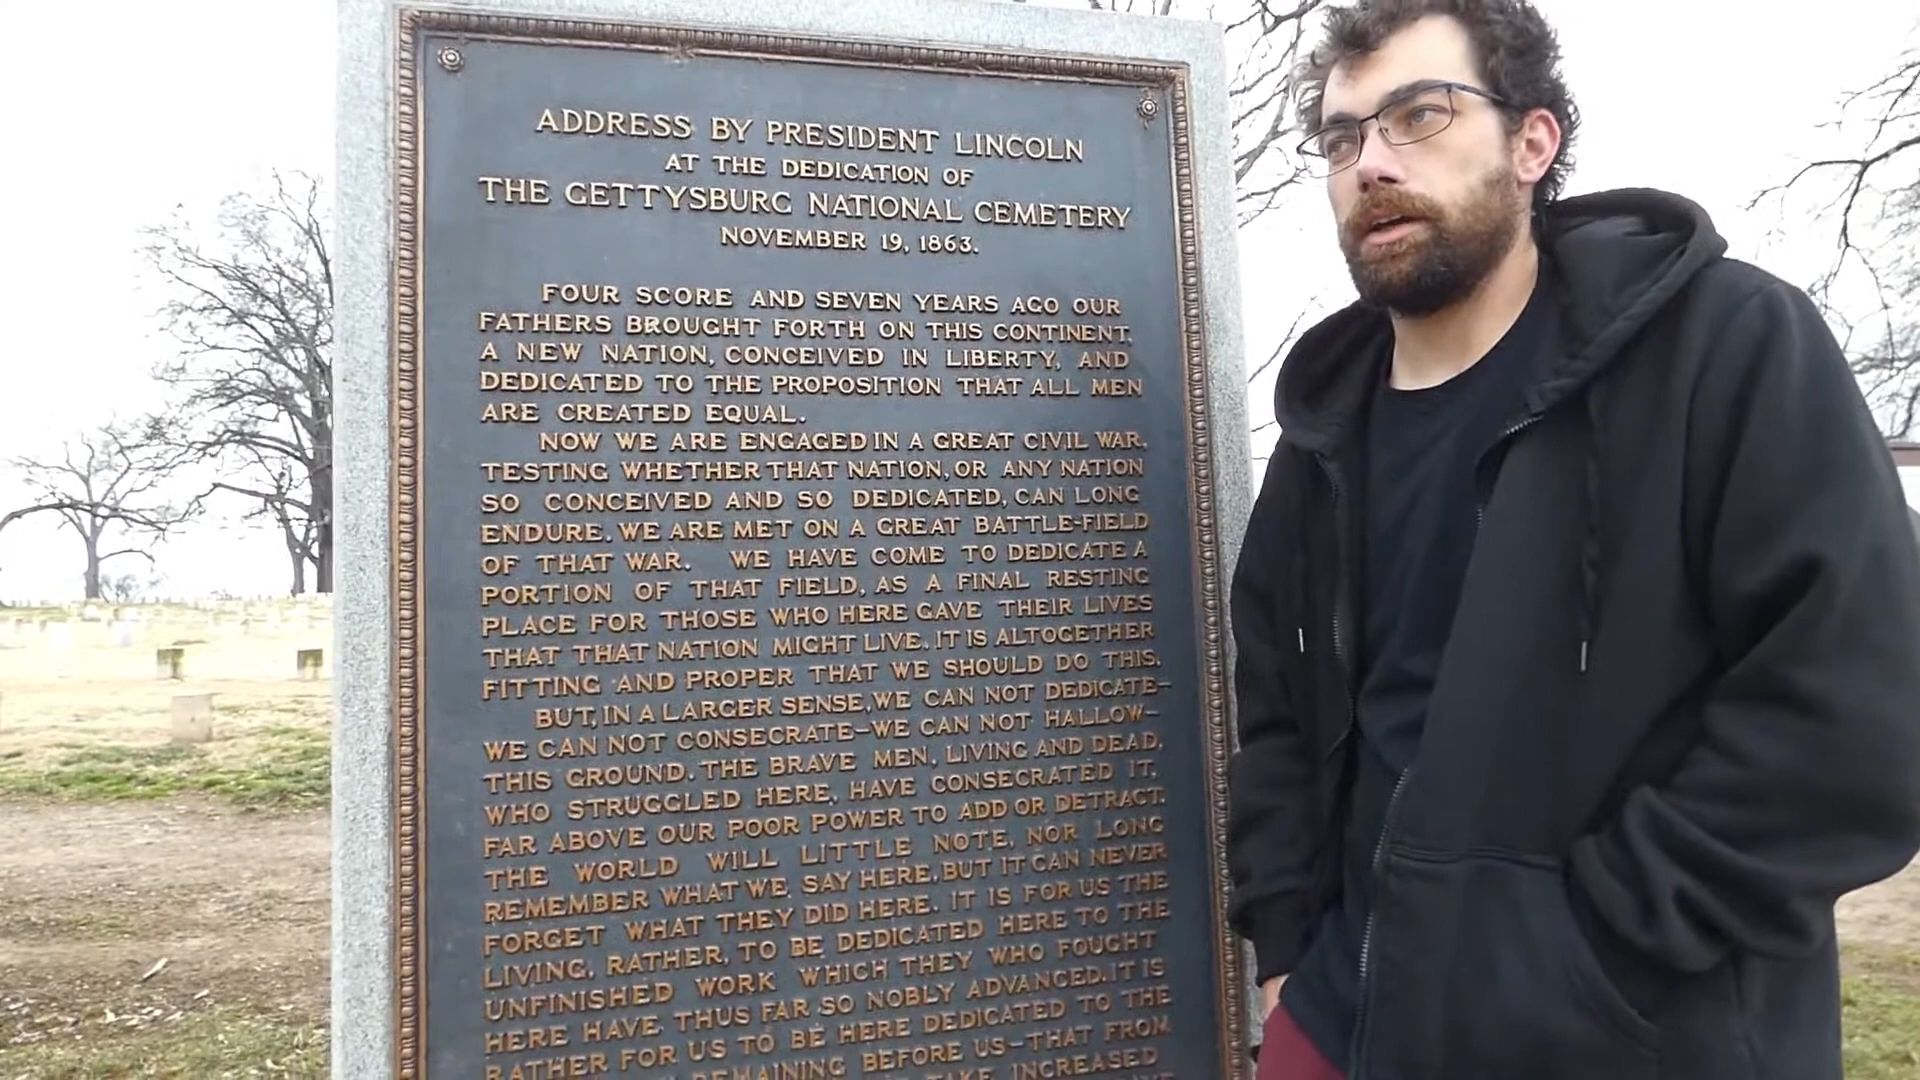 ADDRESS BY PRESIDENT LINCOLN
AT THE DEDICATION OF
THE GETTYSBURG NATIONAL CEMETERY
NOVEMBER 19, 1863.
FOUR SCORE AND SEVEN YEARS AGO OUR
FATHERS BROUGHT FORTH ON THIS CONTINENT,
A NEW NATION, CONCEIVED IN LIBERTY, AND
DEDICATED TO THE PROPOSITION THAT ALL MEN
ARE CREATED EQUAL.
NOW WE ARE ENGAGED IN A GREAT CIVIL WAR,
TESTING WHETHER THAT NATION, OR ANY NATION
SO CONCEIVED AND SO DEDICATED, CAN LONG
ENDURE. WE ARE MET ON A GREAT BATTLE-FIELD
OF THAT WAR. WE HAVE COME TO DEDICATE A
PORTION OF THAT FIELD, AS A FINAL RESTING
PLACE FOR THOSE WHO HERE GAVE THEIR LIVES
THAT THAT NATION MIGHT LIVE. IT IS ALTOGETHER
FITTING AND PROPER THAT WE SHOULD DO THIS.
BUT, IN A LARGER SENSE, WE CAN NOT DEDICATE—
WE CAN NOT CONSECRATE—WE CAN NOT HALLOW—
THIS GROUND. THE BRAVE MEN, LIVING AND DEAD,
WHO STRUGGLED HERE, HAVE CONSECRATED IT,
FAR ABOVE OUR POOR POWER TO ADD OR DETRACT.
THE WORLD WILL LITTLE NOTE, NOR LONG
REMEMBER WHAT WE SAY HERE, BUT IT CAN NEVER
FORGET WHAT THEY DID HERE. IT IS FOR US THE
LIVING, RATHER, TO BE DEDICATED HERE TO THE
UNFINISHED WORK WHICH THEY WHO FOUGHT
HERE HAVE THUS FAR SO NOBLY ADVANCED. IT IS
RATHER FOR US TO BE HERE DEDICATED TO THE
REMAINING BEFORE US—THAT FROM
TAKE INCREASED